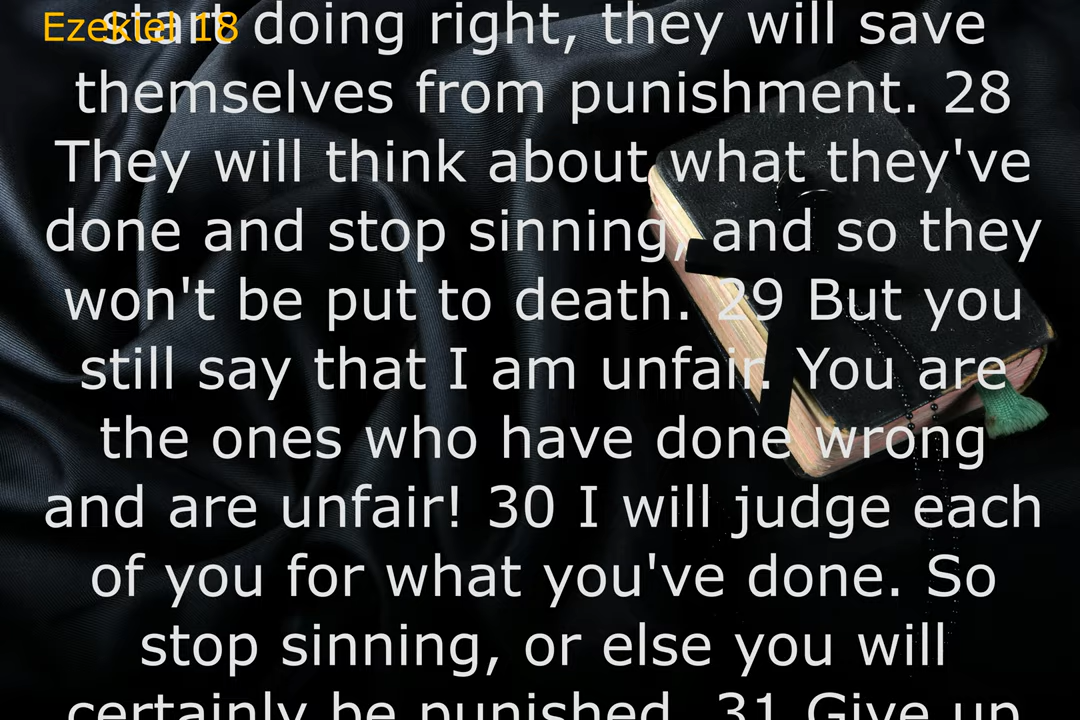 Ezekiel 18
start doing right, they will save
themselves from punishment. 28
They will think about what they've
done and stop sinning, and so they
won't be put to death. 29 But you
still say that I am unfair. You are
the ones who have done wrong
and are unfair! 30 I will judge each
of you for what you've done. So
stop sinning, or else you will
certainly be punished. 31 Give up